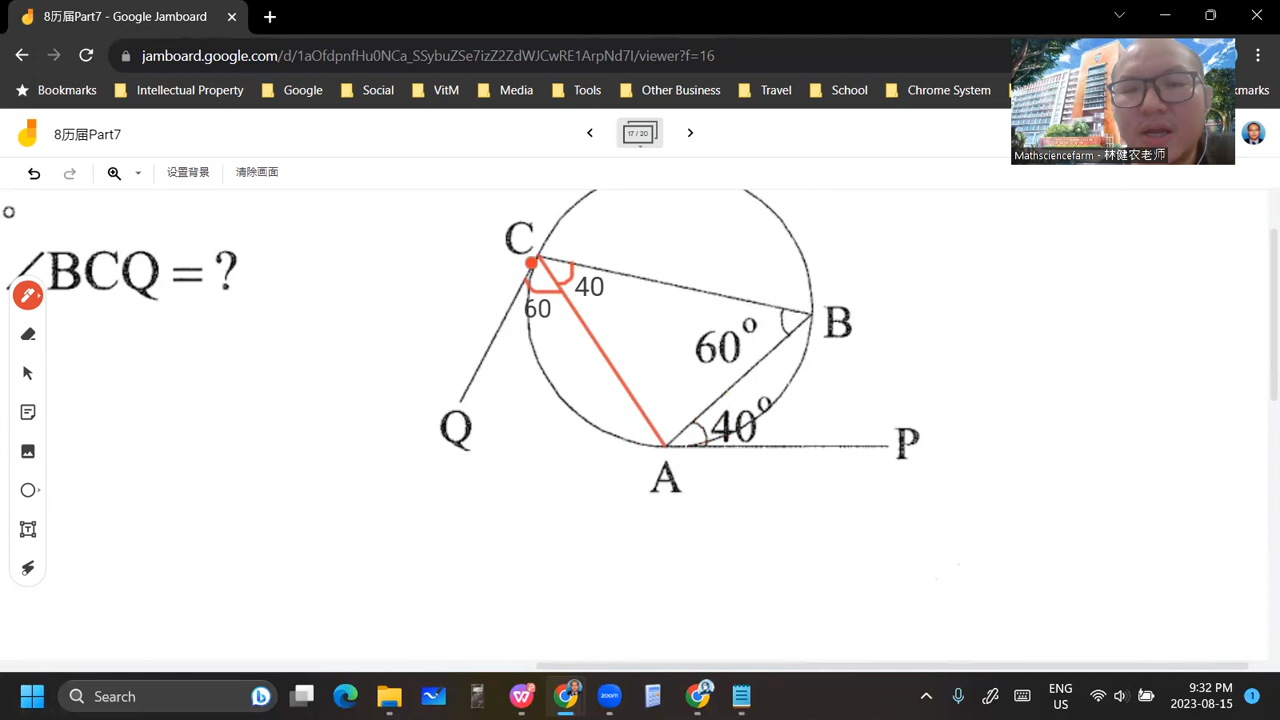 8历届Part7 - Google Jamboard
jamboard.google.com/d/1aOfdpnmo
a_SSybuZSe7izZX2WJCwRE1ArpNd7I/viewer?f=16
Bookmarks
Intellectual Property
Google
Social
VitM
Media
Tools
Other Business
Travel
School
Chrome System
kmarks
Mathsciencefarm - 林健农老师
8历届Part7
17 / 20
设置背景
清除画面
∠BCQ = ?
C
40
60
60°
B
40°
Q
P
A
Search
ENG
US
9:32 PM
2023-08-15
1